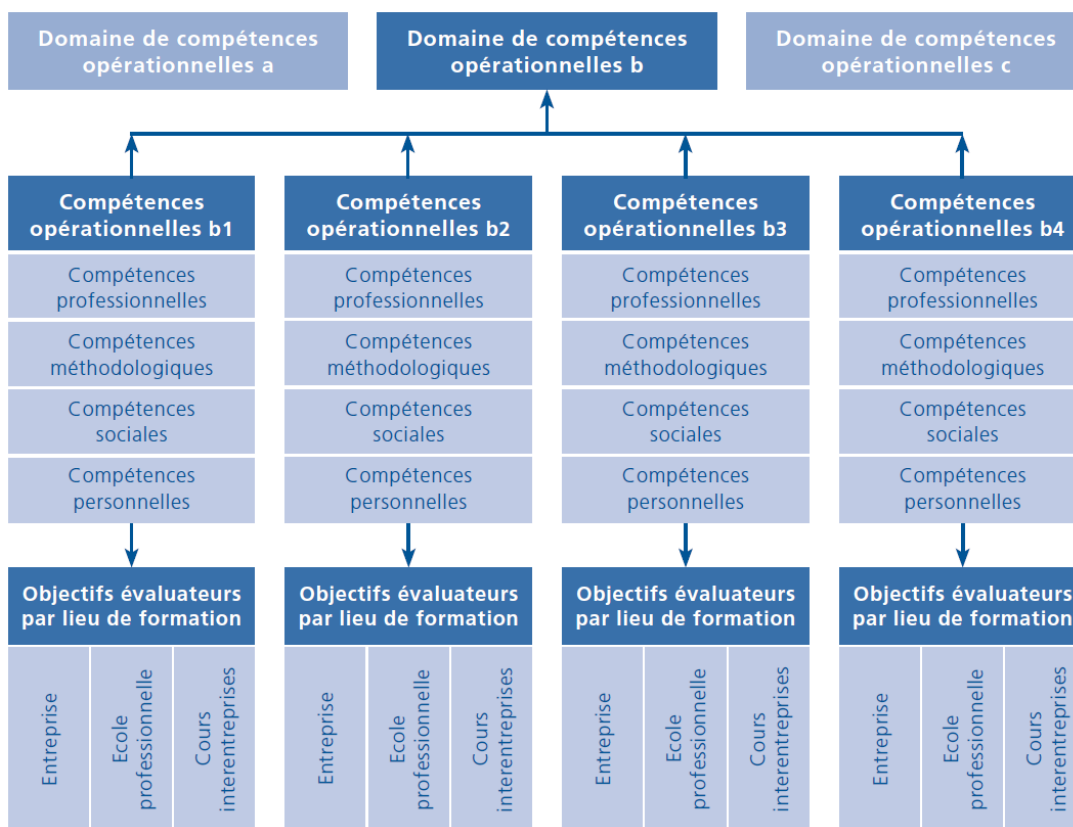 Domaine de compétences
opérationnelles a
Domaine de compétences
opérationnelles b
Domaine de compétences
opérationnelles c
Compétences
opérationnelles b1
Compétences
professionnelles
Compétences
méthodologiques
Compétences
sociales
Compétences
personnelles
Objectifs évaluateurs
par lieu de formation
Entreprise
Ecole
professionnelle
Cours
interentreprises
Compétences
opérationnelles b2
Compétences
professionnelles
Compétences
méthodologiques
Compétences
sociales
Compétences
personnelles
Objectifs évaluateurs
par lieu de formation
Entreprise
Ecole
professionnelle
Cours
interentreprises
Compétences
opérationnelles b3
Compétences
professionnelles
Compétences
méthodologiques
Compétences
sociales
Compétences
personnelles
Objectifs évaluateurs
par lieu de formation
Entreprise
Ecole
professionnelle
Cours
interentreprises
Compétences
opérationnelles b4
Compétences
professionnelles
Compétences
méthodologiques
Compétences
sociales
Compétences
personnelles
Objectifs évaluateurs
par lieu de formation
Entreprise
Ecole
professionnelle
Cours
interentreprises